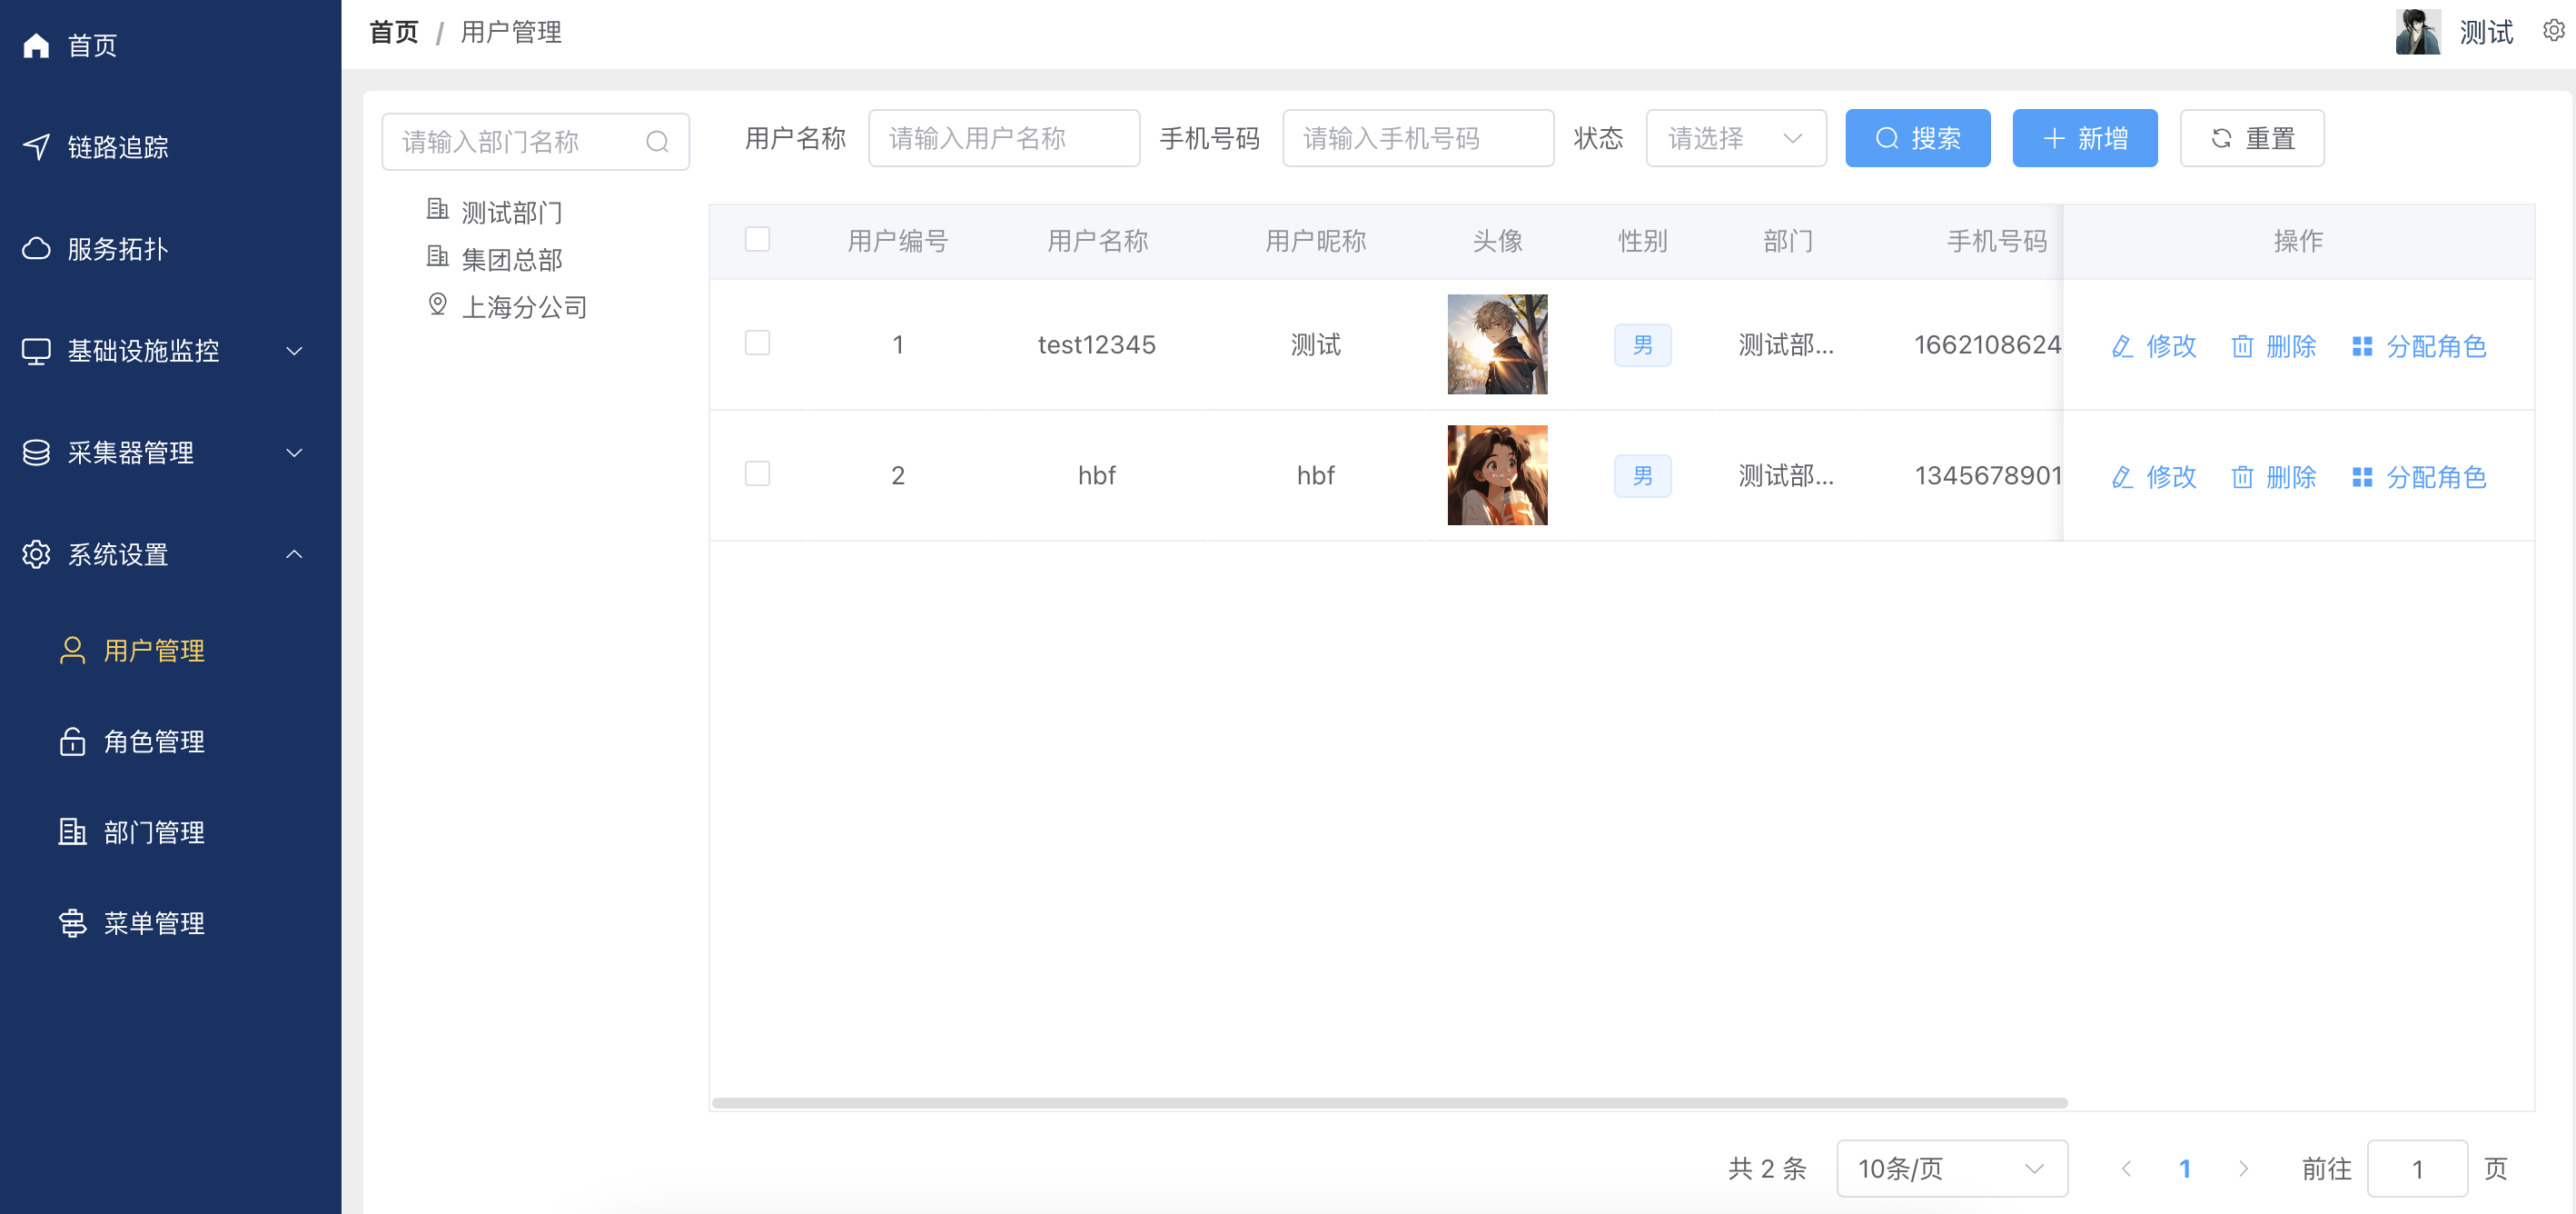 首页
链路追踪
服务拓扑
基础设施监控
采集器管理
系统设置
用户管理
角色管理
部门管理
菜单管理
首页 / 用户管理
测试
请输入部门名称
测试部门
集团总部
上海分公司
用户名称 请输入用户名称 手机号码 请输入手机号码 状态 请选择 搜索 新增 重置
用户编号 用户名称 用户昵称 头像 性别 部门 手机号码 操作
1 test12345 测试 男 测试部... 1662108624 修改 删除 分配角色
2 hbf hbf 男 测试部... 1345678901 修改 删除 分配角色
共 2 条 10条/页 1 前往 1 页